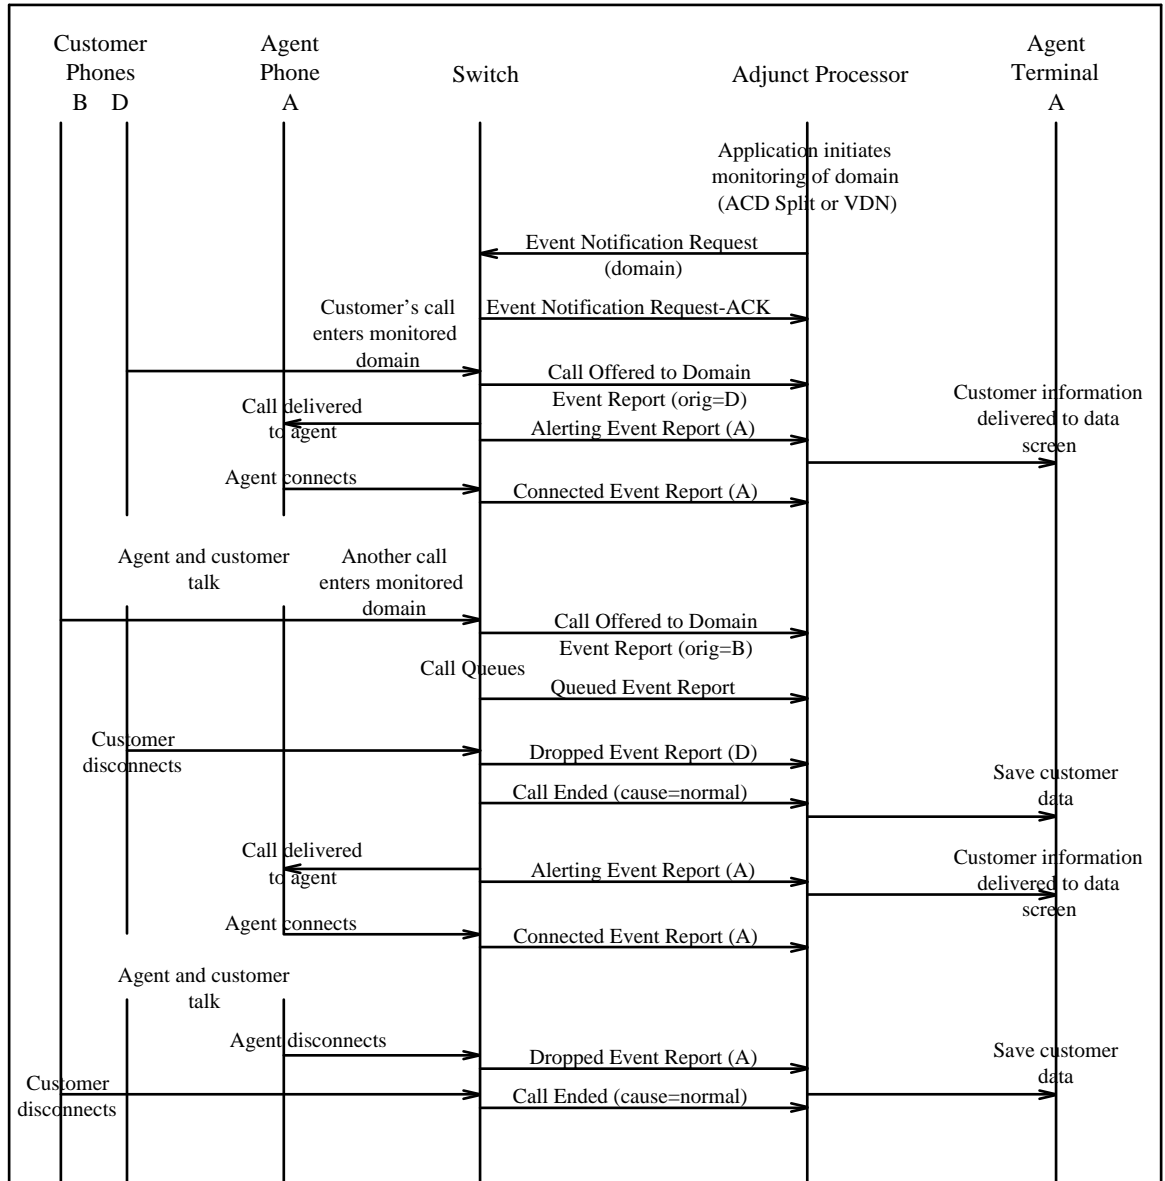 Customer
Phones
B D
Agent
Phone
A
Switch
Adjunct Processor
Agent
Terminal
A
Application initiates
monitoring of domain
(ACD Split or VDN)
Event Notification Request
(domain)
Customer’s call
enters monitored
domain
Event Notification Request-ACK
Call Offered to Domain
Event Report (orig=D)
Call delivered
to agent
Alerting Event Report (A)
Customer information
delivered to data
screen
Agent connects
Connected Event Report (A)
Agent and customer
talk
Another call
enters monitored
domain
Call Offered to Domain
Event Report (orig=B)
Call Queues
Queued Event Report
Customer
disconnects
Dropped Event Report (D)
Call Ended (cause=normal)
Save customer
data
Call delivered
to agent
Alerting Event Report (A)
Customer information
delivered to data
screen
Agent connects
Connected Event Report (A)
Agent and customer
talk
Agent disconnects
Dropped Event Report (A)
Save customer
data
Customer
disconnects
Call Ended (cause=normal)